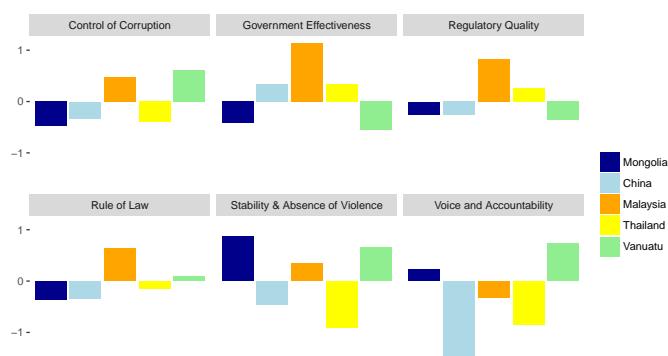 Control of Corruption
Government Effectiveness
Regulatory Quality
1
0
−1
Mongolia
China
Malaysia
Thailand
Vanuatu
Rule of Law
Stability & Absence of Violence
Voice and Accountability
1
0
−1